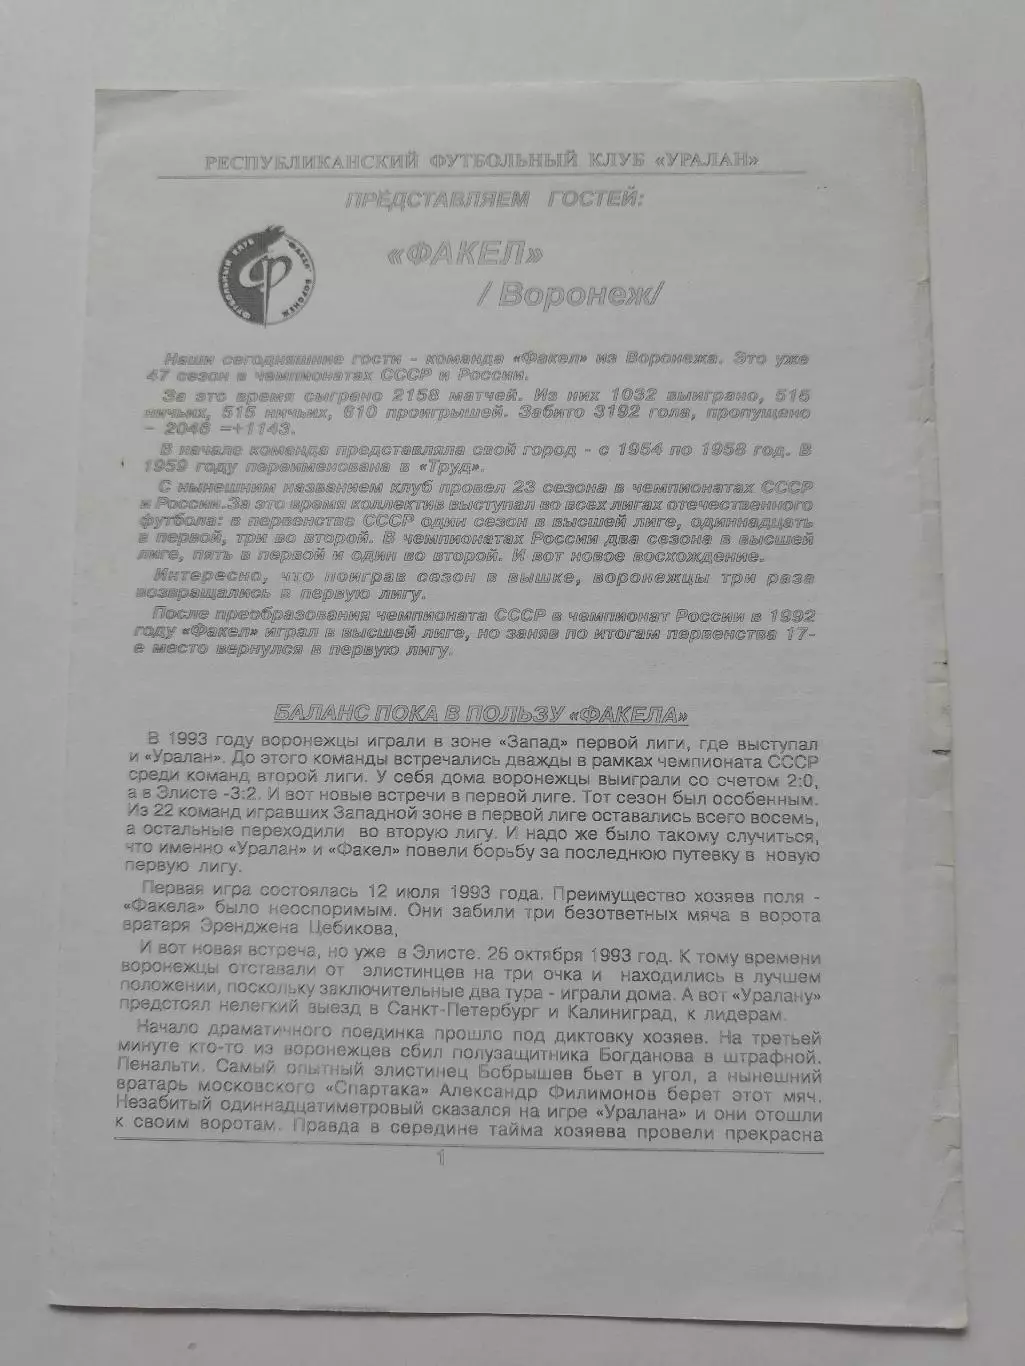 РЕСПУБЛИКАНСКИЙ ФУТБОЛЬНЫЙ КЛУБ «УРАЛАН»
ПРЕДСТАВЛЯЕМ ГОСТЕЙ:
ФУТБОЛЬНЫЙ КЛУБ "ФАКЕЛ" ВОРОНЕЖ
«ФАКЕЛ»
/Воронеж/
Наши сегодняшние гости - команда «Факел» из Воронежа. Это уже
47 сезон в чемпионатах СССР и России.
За это время сыграно 2158 матчей. Из них 1032 выиграно, 515
ничьих, 515 ничьих, 610 проигрышей. Забито 3192 гола, пропущено
- 2046 =+1143.
В начале команда представляла свой город - с 1954 по 1958 год. В
1959 году переименована в «Труд».
С нынешним названием клуб провел 23 сезона в чемпионатах СССР
и России.За это время коллектив выступал во всех лигах отечественного
футбола: в первенстве СССР один сезон в высшей лиге, одиннадцать
в первой, три во второй. В чемпионатах России два сезона в высшей
лиге, пять в первой и один во второй. И вот новое восхождение.
Интересно, что поиграв сезон в вышке, воронежцы три раза
возвращались в первую лигу.
После преобразования чемпионата СССР в чемпионат России в 1992
году «Факел» играл в высшей лиге, но заняв по итогам первенства 17-
е место вернулся в первую лигу.
БАЛАНС ПОКА В ПОЛЬЗУ «ФАКЕЛА»
В 1993 году воронежцы играли в зоне «Запад» первой лиги, где выступал
и «Уралан». До этого команды встречались дважды в рамках чемпионата СССР
среди команд второй лиги. У себя дома воронежцы выиграли со счетом 2:0,
а в Элисте -3:2. И вот новые встречи в первой лиге. Тот сезон был особенным.
Из 22 команд игравших Западной зоне в первой лиге оставались всего восемь,
а остальные переходили во вторую лигу. И надо же было такому случиться,
что именно «Уралан» и «Факел» повели борьбу за последнюю путевку в новую
первую лигу.
Первая игра состоялась 12 июля 1993 года. Преимущество хозяев поля -
«Факела» было неоспоримым. Они забили три безответных мяча в ворота
вратаря Эренджена Цебикова,
И вот новая встреча, но уже в Элисте. 26 октября 1993 год. К тому времени
воронежцы отставали от элистинцев на три очка и находились в лучшем
положении, поскольку заключительные два тура - играли дома. А вот «Уралану»
предстоял нелегкий выезд в Санкт-Петербург и Калиниград, к лидерам.
Начало драматичного поединка прошло под диктовку хозяев. На третьей
минуте кто-то из воронежцев сбил полузащитника Богданова в штрафной.
Пенальти. Самый опытный элистинец Бобрышев бьет в угол, а нынешний
вратарь московского «Спартака» Александр Филимонов берет этот мяч.
Незабитый одиннадцатиметровый сказался на игре «Уралана» и они отошли
к своим воротам. Правда в середине тайма хозяева провели прекрасна
1